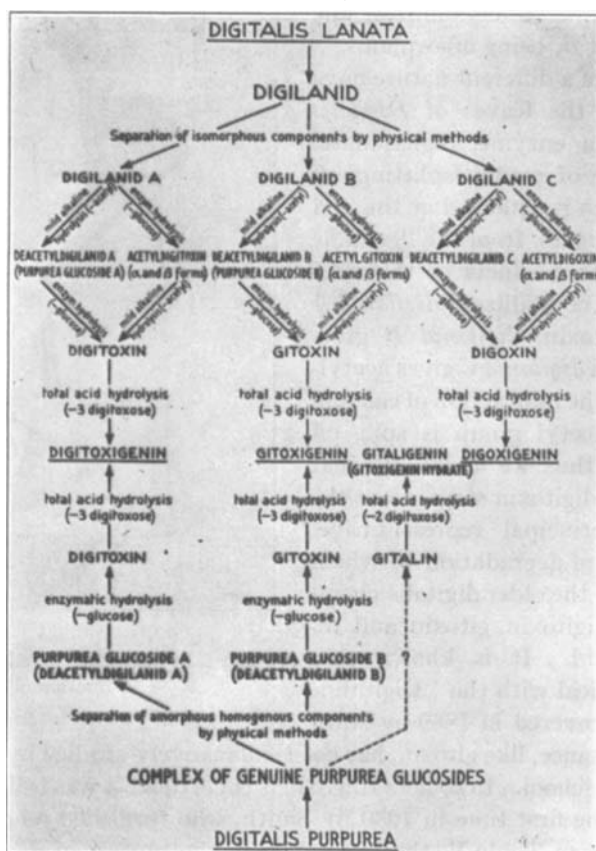 DIGITALIS LANATA
DIGILANID
Separation of isomorphous components by physical methods
DIGILANID A DIGILANID B DIGILANID C
DEACETYLDIGILANID A ACETYLDIGITOXIN DEACETYLDIGILANID B ACETYLGITOXIN DEACETYLDIGILANID C ACETYLDIGOXIN
(PURPUREA GLUCOSIDE A) (α and β forms) (PURPUREA GLUCOSIDE B) (α and β forms) (α and β forms)
DIGITOXIN GITOXIN DIGOXIN
total acid hydrolysis total acid hydrolysis total acid hydrolysis
(−3 digitoxose) (−3 digitoxose) (−3 digitoxose)
DIGITOXIGENIN GITOXIGENIN GITALIGENIN DIGOXIGENIN
(GITOXIGENIN HYDRATE)
total acid hydrolysis total acid hydrolysis total acid hydrolysis
(−3 digitoxose) (−3 digitoxose) (−2 digitoxose)
DIGITOXIN GITOXIN GITALIN
enzymatic hydrolysis enzymatic hydrolysis
(−glucose) (−glucose)
PURPUREA GLUCOSIDE A PURPUREA GLUCOSIDE B
(DEACETYLDIGILANID A) (DEACETYLDIGILANID B)
Separation of amorphous homogenous components
by physical methods
COMPLEX OF GENUINE PURPUREA GLUCOSIDES
DIGITALIS PURPUREA